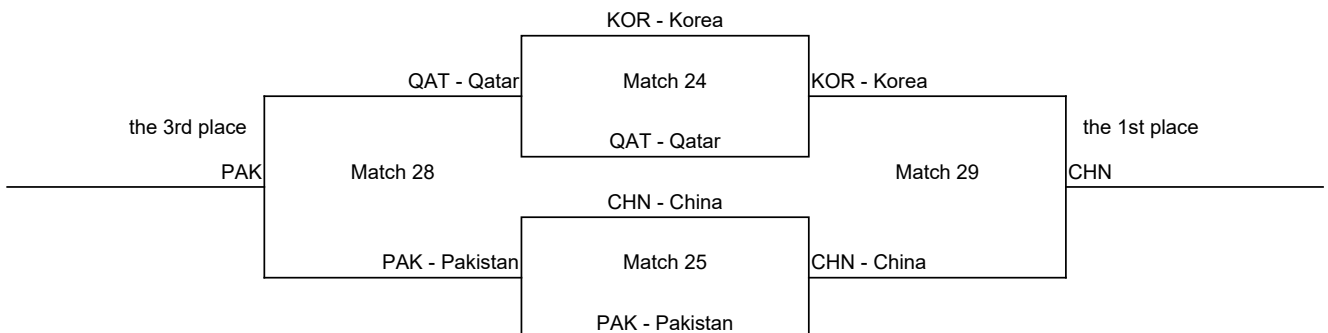 KOR - Korea
QAT - Qatar Match 24 KOR - Korea
the 3rd place QAT - Qatar the 1st place
PAK Match 28 Match 29 CHN
CHN - China
PAK - Pakistan Match 25 CHN - China
PAK - Pakistan